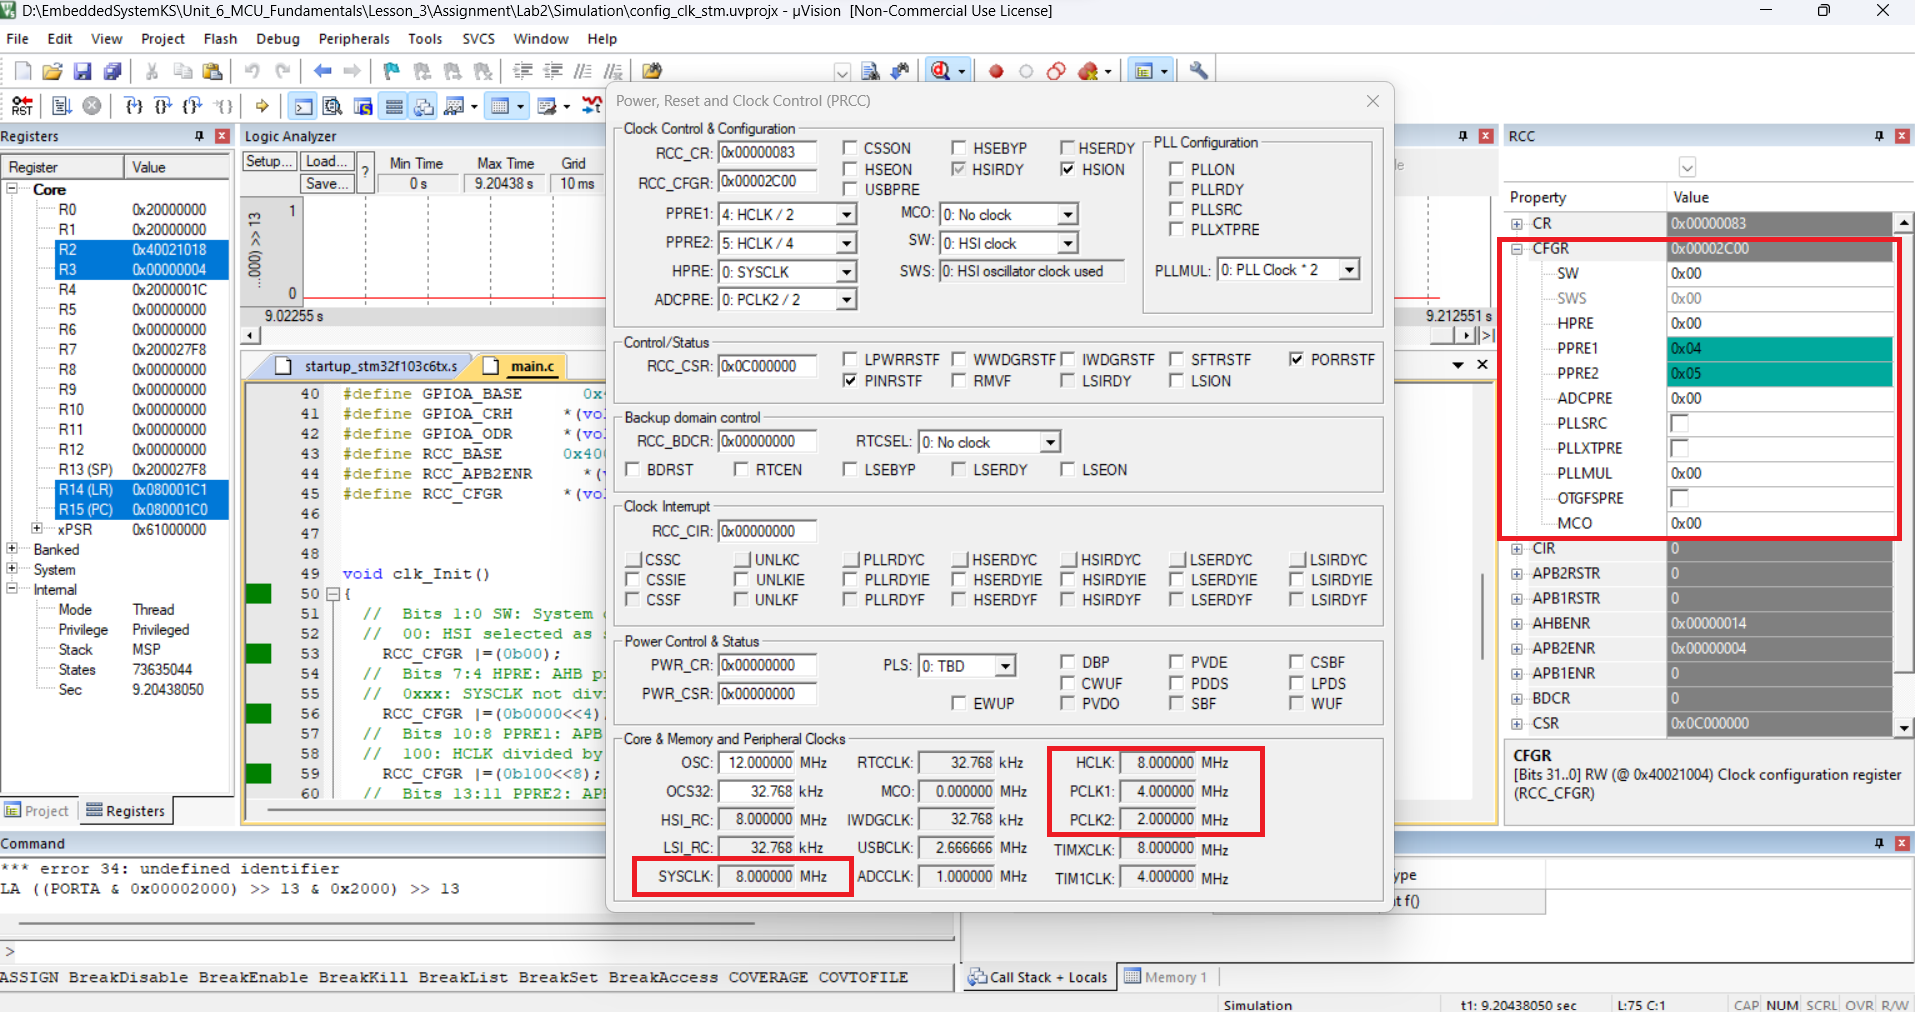 D:\EmbeddedSystemKS\Unit_6_MCU_Fundamentals\Lesson_3\Assignment\Lab2\Simulation\config_clk_stm.uvprojx - µVision [Non-Commercial Use License]
File Edit View Project Flash Debug Peripherals Tools SVCS Window Help
RST
Registers
Register Value
Core
R0 0x20000000
R1 0x20000000
R2 0x40021018
R3 0x00000004
R4 0x2000001C
R5 0x00000000
R6 0x00000000
R7 0x200027F8
R8 0x00000000
R9 0x00000000
R10 0x00000000
R11 0x00000000
R12 0x00000000
R13 (SP) 0x200027F8
R14 (LR) 0x080001C1
R15 (PC) 0x080001C0
xPSR 0x61000000
Banked
System
Internal
Mode Thread
Privilege Privileged
Stack MSP
States 73635044
Sec 9.20438050
Project Registers
Logic Analyzer
Setup... Load... ? Min Time Max Time Grid
Save... 0 s 9.20438 s 10 ms
...000) >> 13
1
0
9.02255 s 9.212551 s
startup_stm32f103c6tx.s main.c
40 #define GPIOA_BASE
41 #define GPIOA_CRH
42 #define GPIOA_ODR
43 #define RCC_BASE
44 #define RCC_APB2ENR
45 #define RCC_CFGR
46
47
48
49 void clk_Init()
50 {
51 // Bits 1:0 SW: System
52 // 00: HSI selected as
53 RCC_CFGR |=(0b00);
54 // Bits 7:4 HPRE: AHB
55 // 0xxx: SYSCLK not
56 RCC_CFGR |=(0b0000<<4)
57 // Bits 10:8 PPRE1: APB
58 // 100: HCLK divided by
59 RCC_CFGR |=(0b100<<8);
60 // Bits 13:11 PPRE2:
Power, Reset and Clock Control (PRCC)
Clock Control & Configuration
RCC_CR: 0x00000083
RCC_CFGR: 0x00002C00
CSSON HSEBYP HSERDY
HSEON HSIRDY HSION
USBPRE
PPRE1: 4: HCLK / 2
PPRE2: 5: HCLK / 4
HPRE: 0: SYSCLK
ADCPRE: 0: PCLK2 / 2
MCO: 0: No clock
SW: 0: HSI clock
SWS: 0: HSI oscillator clock used
PLL Configuration
PLLON
PLLRDY
PLLSRC
PLLXTPRE
PLLMUL: 0: PLL Clock * 2
Control/Status
RCC_CSR: 0x0C000000
LPWRRSTF WWDGRSTF IWDGRSTF SFTRSTF PORRSTF
PINRSTF RMVF LSIRDY LSION
Backup domain control
RCC_BDCR: 0x00000000 RTCSEL: 0: No clock
BDRST RTCEN LSEBYP LSERDY LSEON
Clock Interrupt
RCC_CIR: 0x00000000
CSSC UNLKC PLLRDYC HSERDYC HSIRDYC LSERDYC LSIRDYC
CSSIE UNLKIE PLLRDYIE HSERDYIE HSIRDYIE LSERDYIE LSIRDYIE
CSSF UNLKF PLLRDYF HSERDYF HSIRDYF LSERDYF LSIRDYF
Power Control & Status
PWR_CR: 0x00000000 PLS: 0: TBD
PWR_CSR: 0x00000000
DBP PVDE CSBF
CWUF PDDS LPDS
EWUP PVDO SBF WUF
Core & Memory and Peripheral Clocks
OSC: 12.000000 MHz RTCCLK: 32.768 kHz HCLK: 8.000000 MHz
OCS32: 32.768 kHz MCO: 0.000000 MHz PCLK1: 4.000000 MHz
HSI_RC: 8.000000 MHz IWDGCLK: 32.768 kHz PCLK2: 2.000000 MHz
LSI_RC: 32.768 kHz USBCLK: 2.666666 MHz TIMXCLK: 8.000000 MHz
SYSCLK: 8.000000 MHz ADCCLK: 1.000000 MHz TIM1CLK: 4.000000 MHz
RCC
Property Value
CR 0x00000083
CFGR 0x00002C00
SW 0x00
SWS 0x00
HPRE 0x00
PPRE1 0x04
PPRE2 0x05
ADCPRE 0x00
PLLSRC
PLLXTPRE
PLLMUL 0x00
OTGFSPRE
MCO 0x00
CIR 0
APB2RSTR 0
APB1RSTR 0
AHBENR 0x00000014
APB2ENR 0x00000004
APB1ENR 0
BDCR 0
CSR 0x0C000000
CFGR
[Bits 31..0] RW (@ 0x40021004) Clock configuration register
(RCC_CFGR)
Command
*** error 34: undefined identifier
LA ((PORTA & 0x00002000) >> 13 & 0x2000) >> 13
>
ASSIGN BreakDisable BreakEnable BreakKill BreakList BreakSet BreakAccess COVERAGE COVTOFILE
Call Stack + Locals Memory 1
Simulation t1: 9.20438050 sec L:75 C:1 CAP NUM SCRL OVR R/W